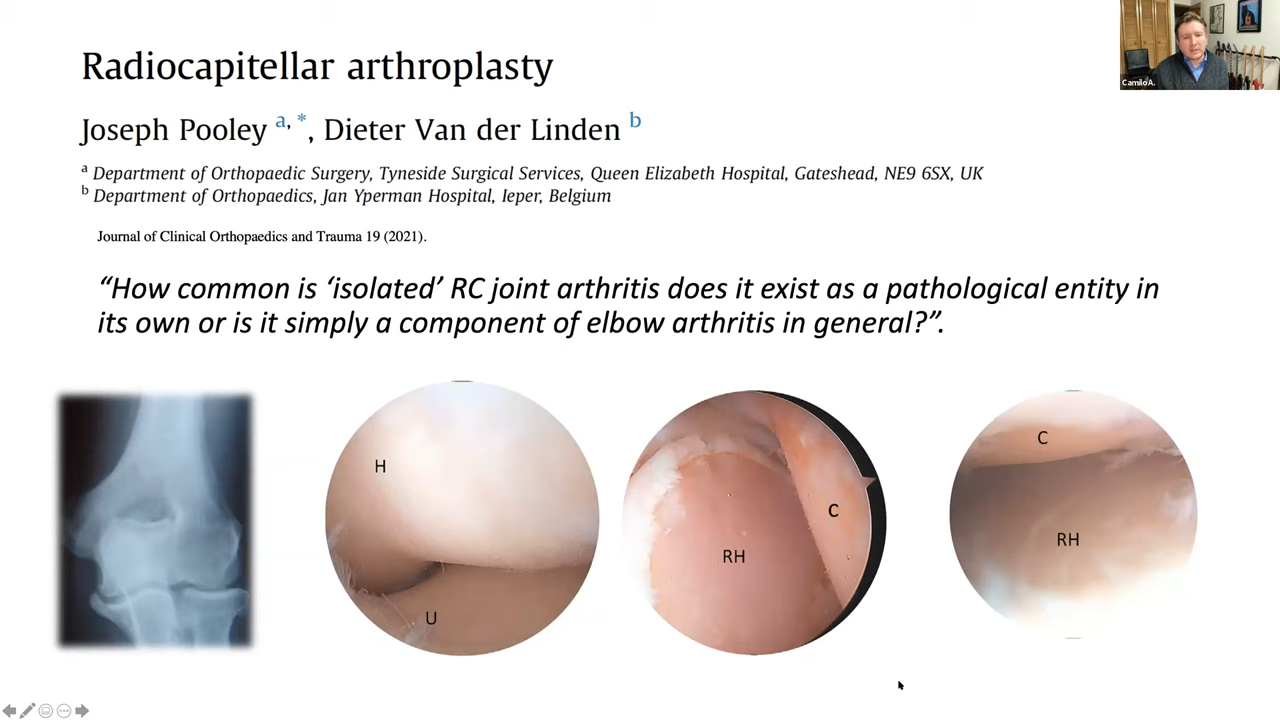 Radiocapitellar arthroplasty
Joseph Pooley a, *, Dieter Van der Linden b
a Department of Orthopaedic Surgery, Tyneside Surgical Services, Queen Elizabeth Hospital, Gateshead, NE9 6SX, UK
b Department of Orthopaedics, Jan Yperman Hospital, Ieper, Belgium
Journal of Clinical Orthopaedics and Trauma 19 (2021).
“How common is ‘isolated’ RC joint arthritis does it exist as a pathological entity in
its own or is it simply a component of elbow arthritis in general?”.
H
U
RH
C
C
RH
Camilo A.